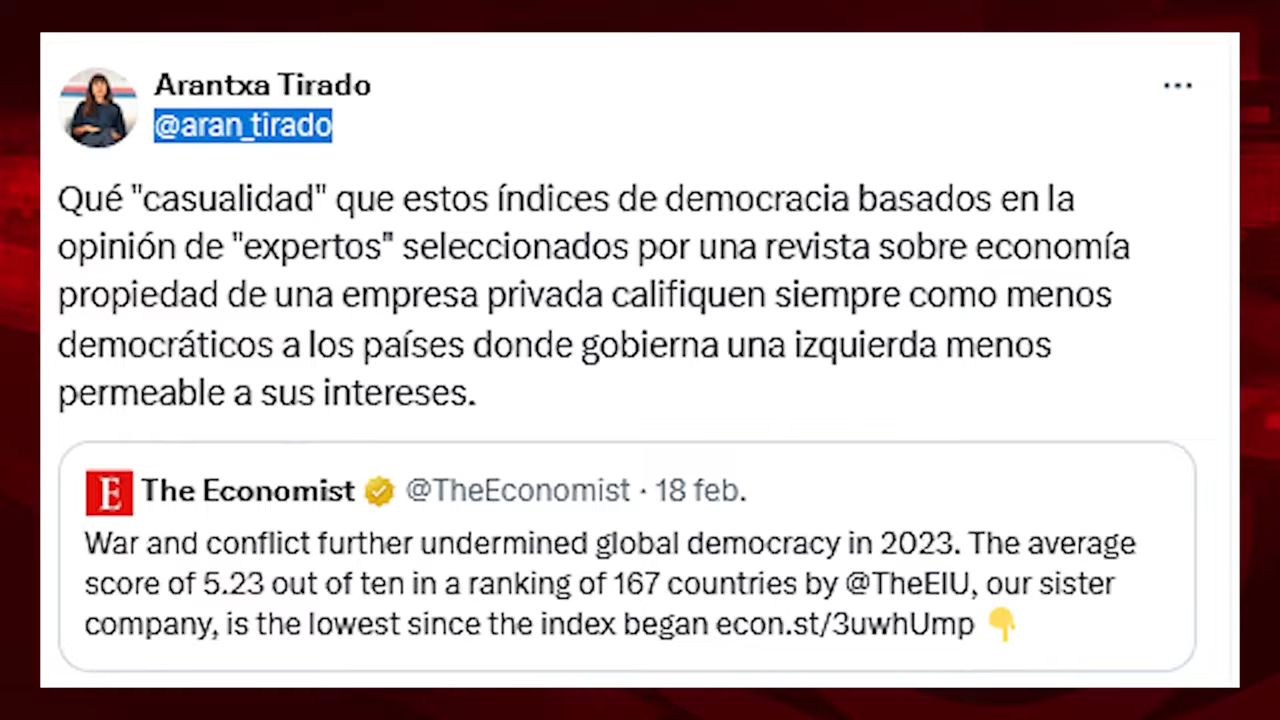 Arantxa Tirado
@aran_tirado
Qué "casualidad" que estos índices de democracia basados en la
opinión de "expertos" seleccionados por una revista sobre economía
propiedad de una empresa privada califiquen siempre como menos
democráticos a los países donde gobierna una izquierda menos
permeable a sus intereses.
E The Economist @TheEconomist · 18 feb.
War and conflict further undermined global democracy in 2023. The average
score of 5.23 out of ten in a ranking of 167 countries by @TheEIU, our sister
company, is the lowest since the index began econ.st/3uwhUmp 👇